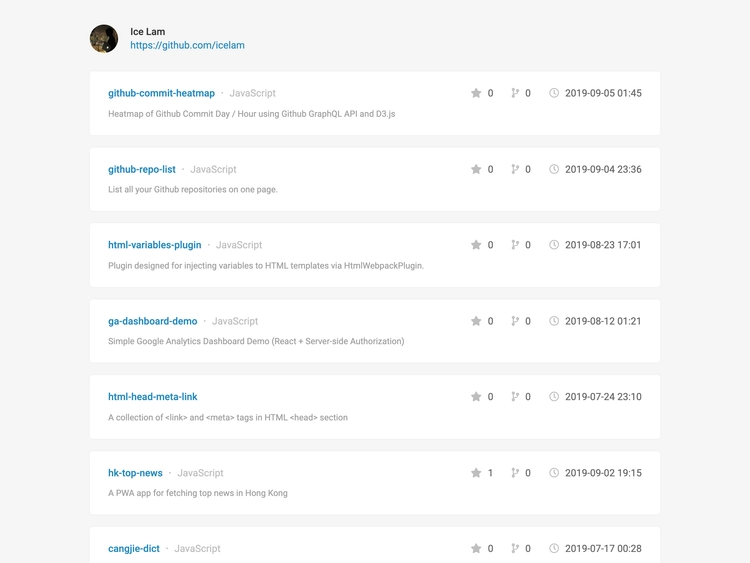 Ice Lam
https://github.com/icelam
github-commit-heatmap · JavaScript 0 0 2019-09-05 01:45
Heatmap of Github Commit Day / Hour using Github GraphQL API and D3.js
github-repo-list · JavaScript 0 0 2019-09-04 23:36
List all your Github repositories on one page.
html-variables-plugin · JavaScript 0 0 2019-08-23 17:01
Plugin designed for injecting variables to HTML templates via HtmlWebpackPlugin.
ga-dashboard-demo · JavaScript 0 0 2019-08-12 01:21
Simple Google Analytics Dashboard Demo (React + Server-side Authorization)
html-head-meta-link 0 0 2019-07-24 23:10
A collection of <link> and <meta> tags in HTML <head> section
hk-top-news · JavaScript 1 0 2019-09-02 19:15
A PWA app for fetching top news in Hong Kong
cangjie-dict · JavaScript 0 0 2019-07-17 00:28